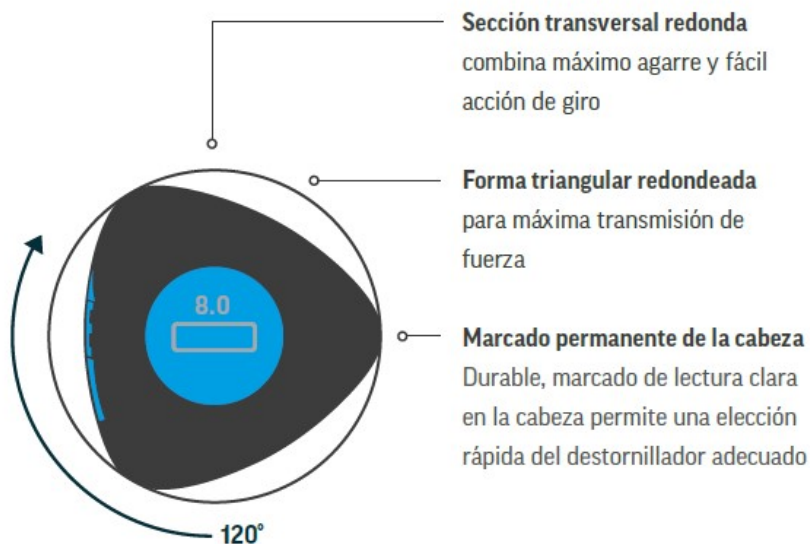 Sección transversal redonda
combina máximo agarre y fácil
acción de giro
Forma triangular redondeada
para máxima transmisión de
fuerza
8.0
Marcado permanente de la cabeza
Durable, marcado de lectura clara
en la cabeza permite una elección
rápida del destornillador adecuado
120°